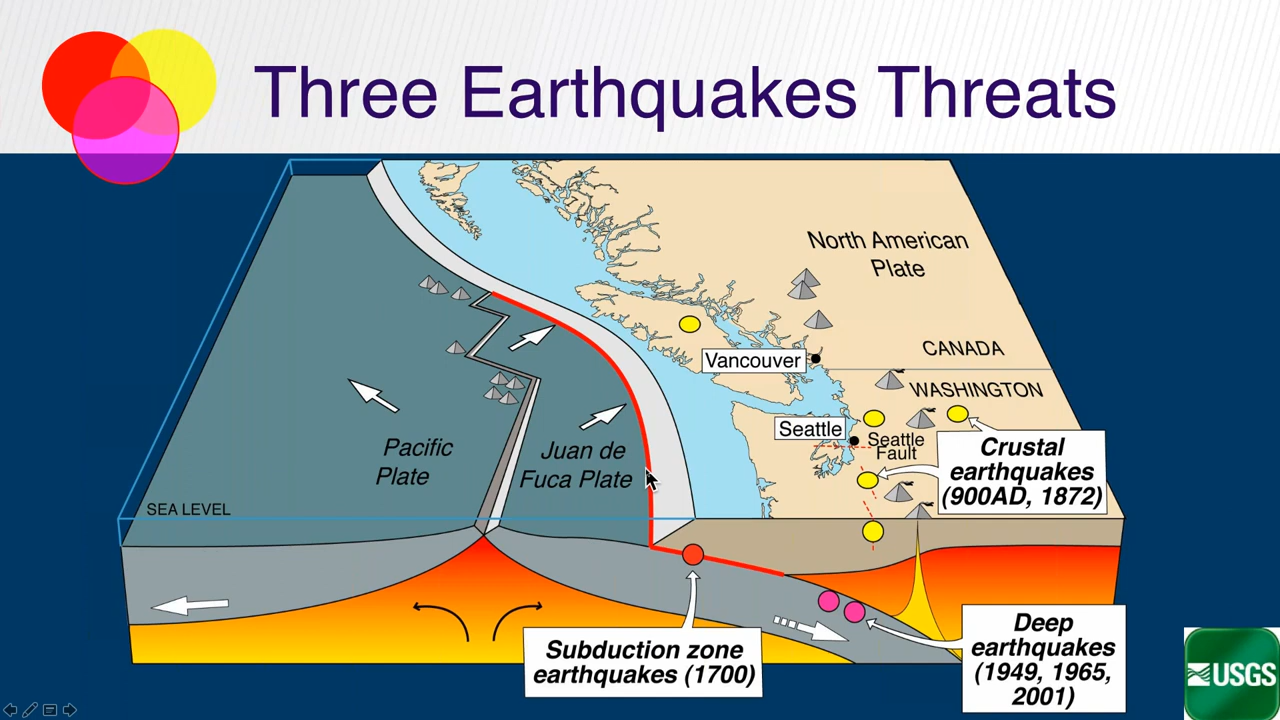 Three Earthquakes Threats
North American
Plate
CANADA
Vancouver
WASHINGTON
Seattle
Seattle
Fault
Crustal
earthquakes
(900AD, 1872)
Pacific
Plate
Juan de
Fuca Plate
SEA LEVEL
Subduction zone
earthquakes (1700)
Deep
earthquakes
(1949, 1965,
2001)
USGS